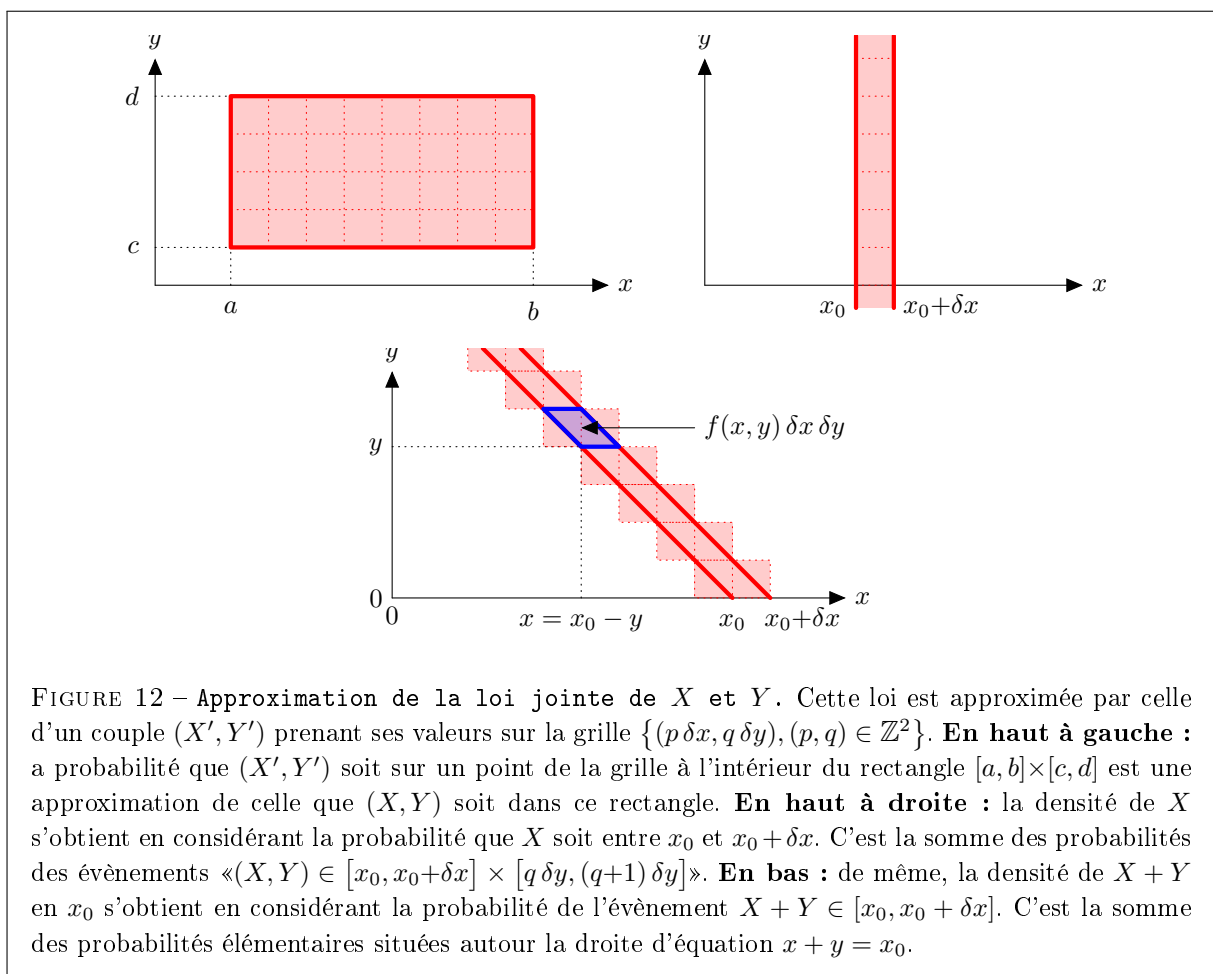 y
d
c
a
b
x
y
x₀
x₀+δx
x
y
y
f(x, y) δx δy
0
0
x = x₀ − y
x₀
x₀+δx
x
FIGURE 12 – Approximation de la loi jointe de X et Y. Cette loi est approximée par celle
d'un couple (X′, Y′) prenant ses valeurs sur la grille {(p δx, q δy), (p, q) ∈ ℤ²}. En haut à gauche :
a probabilité que (X′, Y′) soit sur un point de la grille à l'intérieur du rectangle [a, b]×[c, d] est une
approximation de celle que (X, Y) soit dans ce rectangle. En haut à droite : la densité de X
s'obtient en considérant la probabilité que X soit entre x₀ et x₀ + δx. C'est la somme des probabilités
des évènements «(X, Y) ∈ [x₀, x₀+δx] × [q δy, (q+1) δy]». En bas : de même, la densité de X + Y
en x₀ s'obtient en considérant la probabilité de l'évènement X + Y ∈ [x₀, x₀ + δx]. C'est la somme
des probabilités élémentaires situées autour la droite d'équation x + y = x₀.